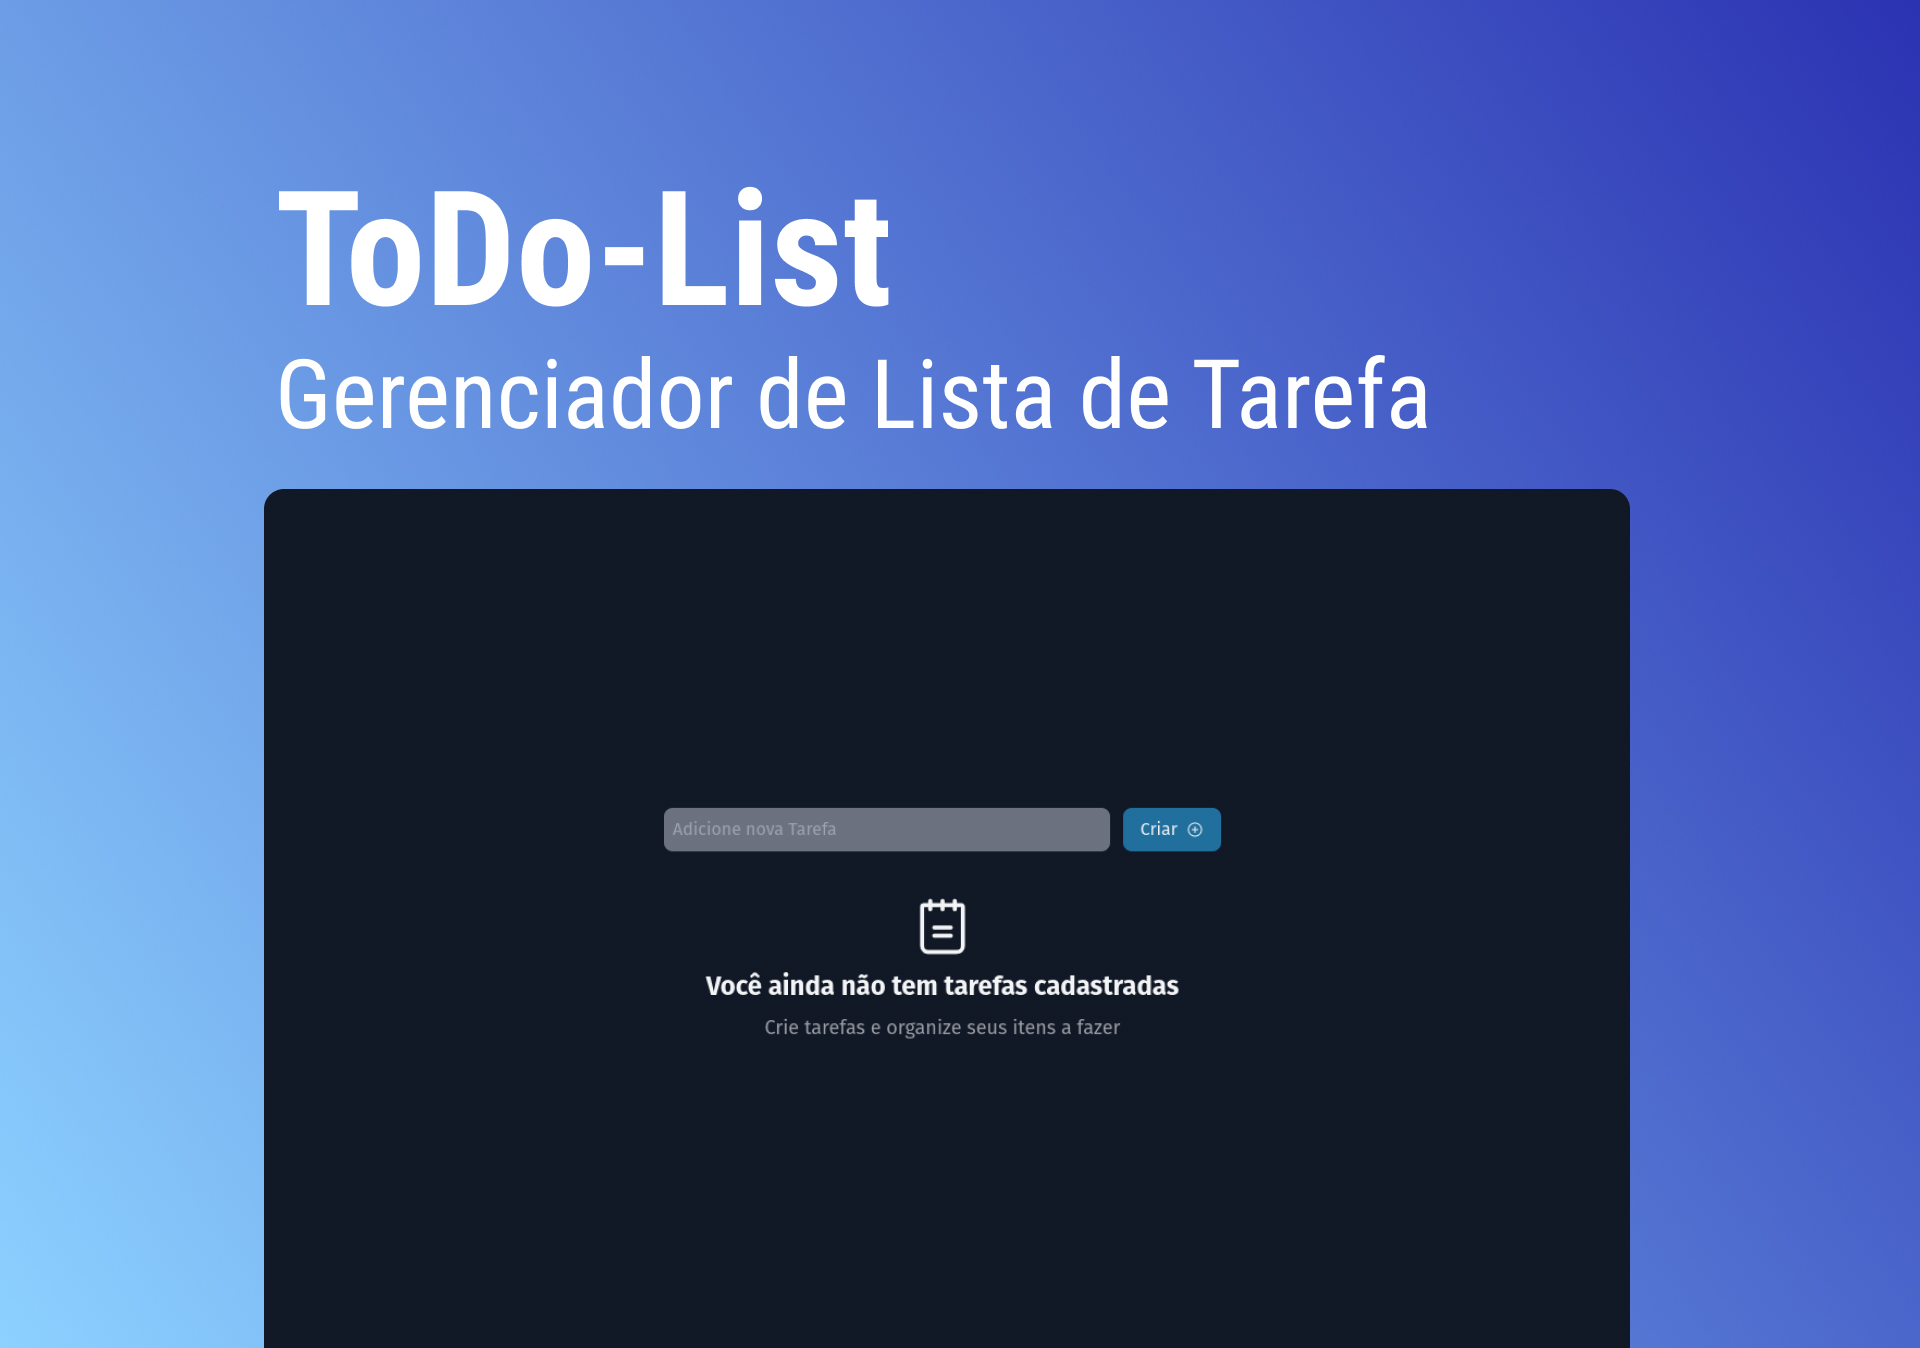 ToDo-List
Gerenciador de Lista de Tarefa
Adicione nova Tarefa
Criar
Você ainda não tem tarefas cadastradas
Crie tarefas e organize seus itens a fazer